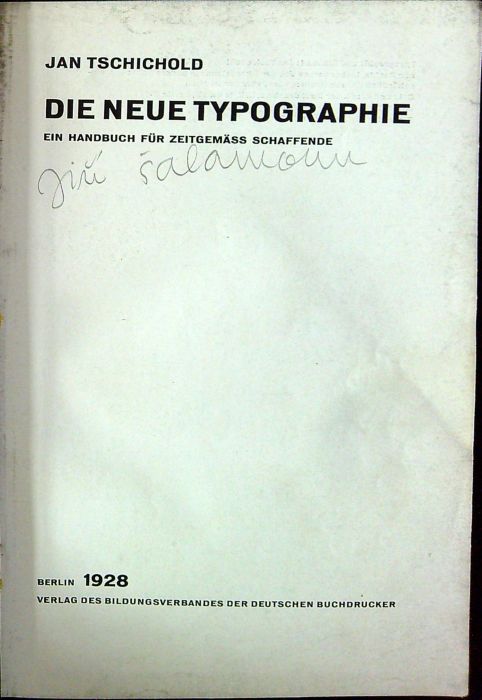 JAN TSCHICHOLD
DIE NEUE TYPOGRAPHIE
EIN HANDBUCH FÜR ZEITGEMÄSS SCHAFFENDE
Jiří Šalamoun
BERLIN 1928
VERLAG DES BILDUNGSVERBANDES DER DEUTSCHEN BUCHDRUCKER